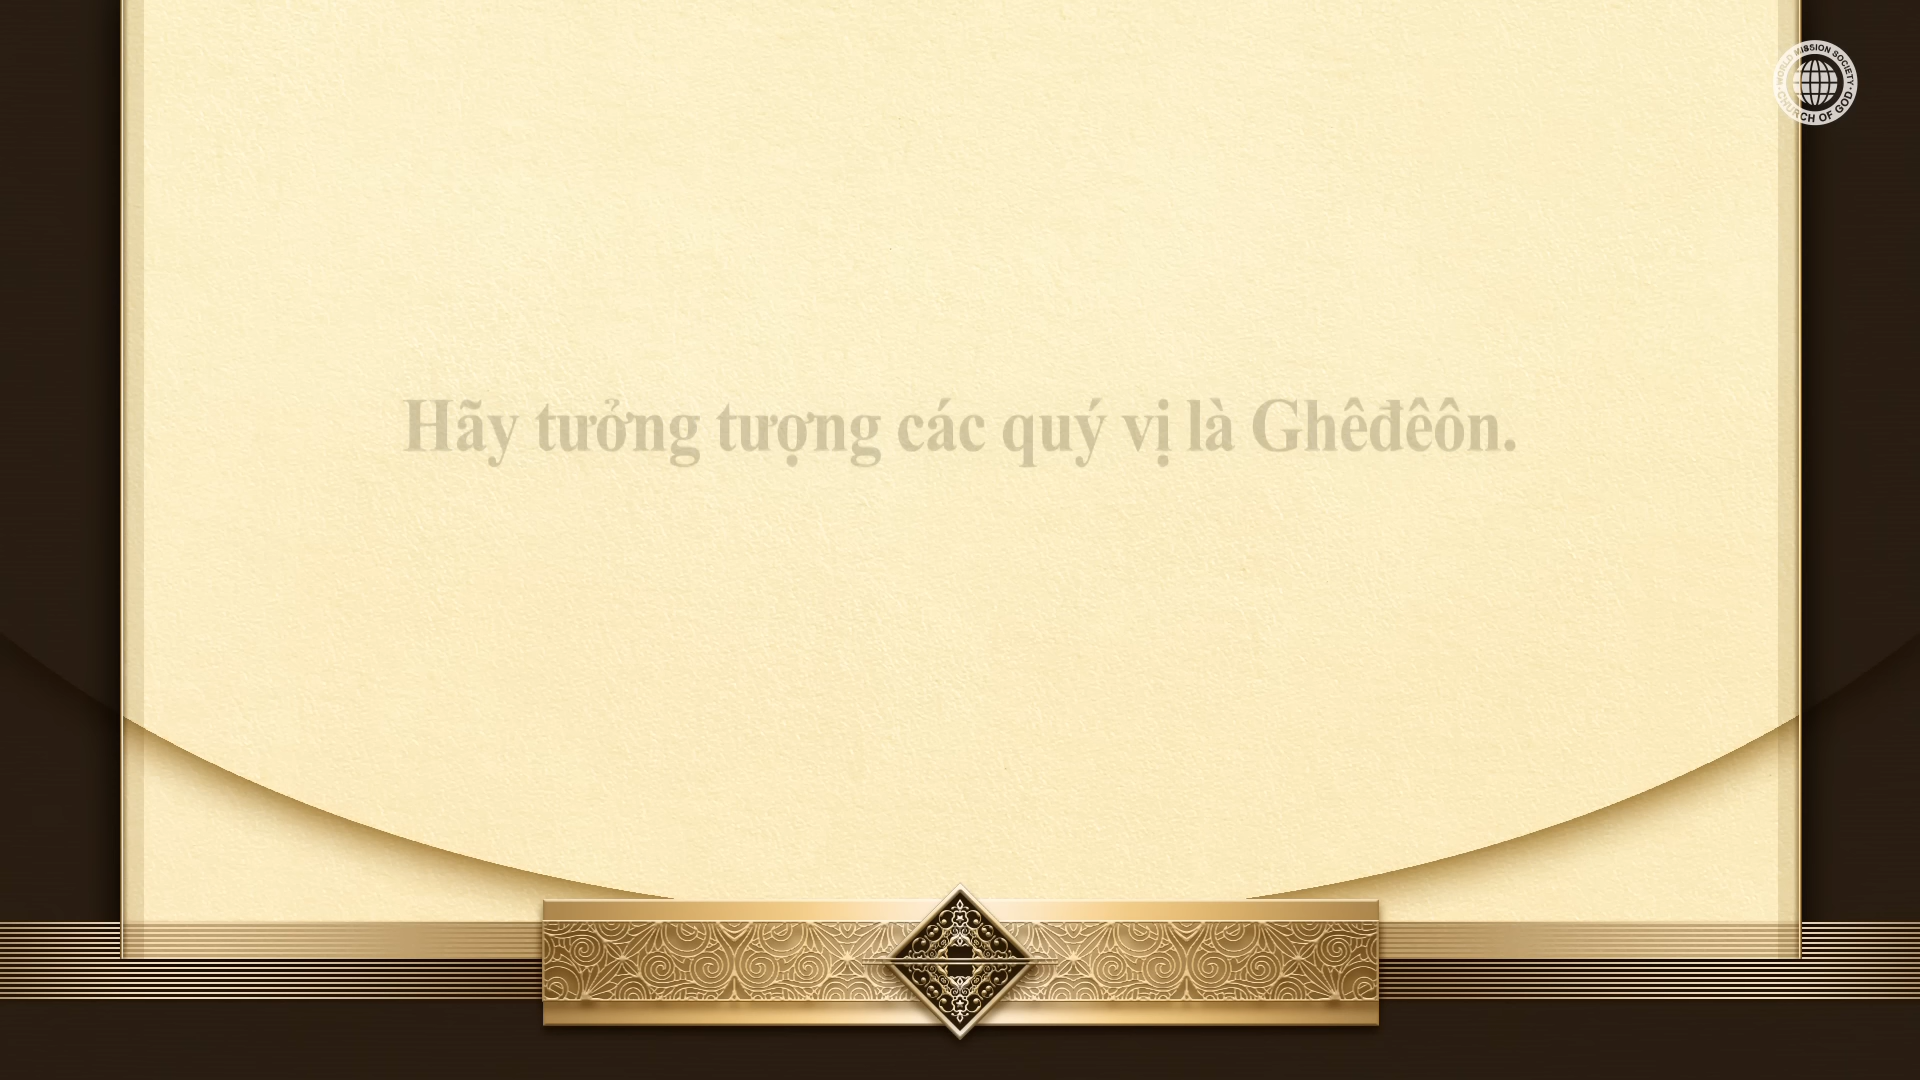 WORLD MISSION SOCIETY
CHURCH OF GOD
Hãy tưởng tượng các quý vị là Ghêđêôn.